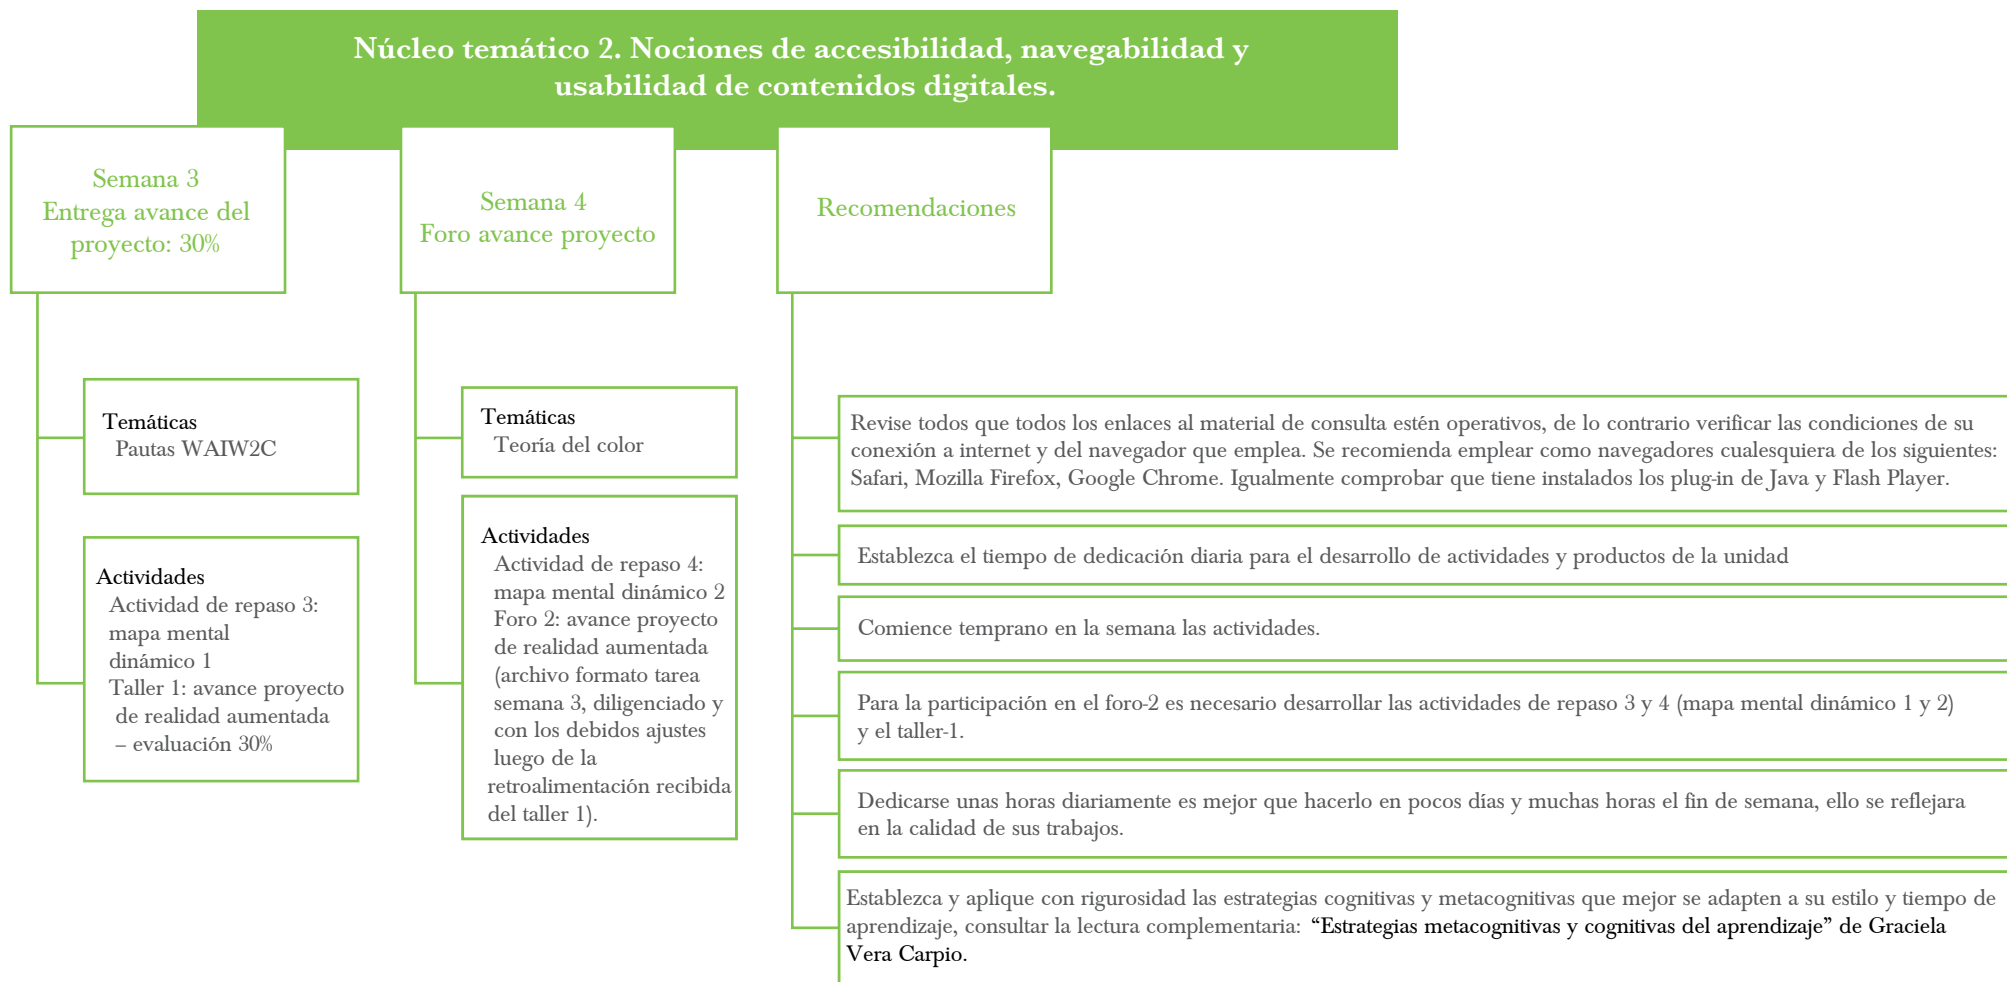 Núcleo temático 2. Nociones de accesibilidad, navegabilidad y
usabilidad de contenidos digitales.
Semana 3
Entrega avance del
proyecto: 30%
Temáticas
Pautas WAIW2C
Actividades
Actividad de repaso 3:
mapa mental
dinámico 1
Taller 1: avance proyecto
de realidad aumentada
– evaluación 30%
Semana 4
Foro avance proyecto
Temáticas
Teoría del color
Actividades
Actividad de repaso 4:
mapa mental dinámico 2
Foro 2: avance proyecto
de realidad aumentada
(archivo formato tarea
semana 3, diligenciado y
con los debidos ajustes
luego de la
retroalimentación recibida
del taller 1).
Recomendaciones
Revise todos que todos los enlaces al material de consulta estén operativos, de lo contrario verificar las condiciones de su
conexión a internet y del navegador que emplea. Se recomienda emplear como navegadores cualesquiera de los siguientes:
Safari, Mozilla Firefox, Google Chrome. Igualmente comprobar que tiene instalados los plug-in de Java y Flash Player.
Establezca el tiempo de dedicación diaria para el desarrollo de actividades y productos de la unidad
Comience temprano en la semana las actividades.
Para la participación en el foro-2 es necesario desarrollar las actividades de repaso 3 y 4 (mapa mental dinámico 1 y 2)
y el taller-1.
Dedicarse unas horas diariamente es mejor que hacerlo en pocos días y muchas horas el fin de semana, ello se reflejara
en la calidad de sus trabajos.
Establezca y aplique con rigurosidad las estrategias cognitivas y metacognitivas que mejor se adapten a su estilo y tiempo de
aprendizaje, consultar la lectura complementaria: “Estrategias metacognitivas y cognitivas del aprendizaje” de Graciela
Vera Carpio.